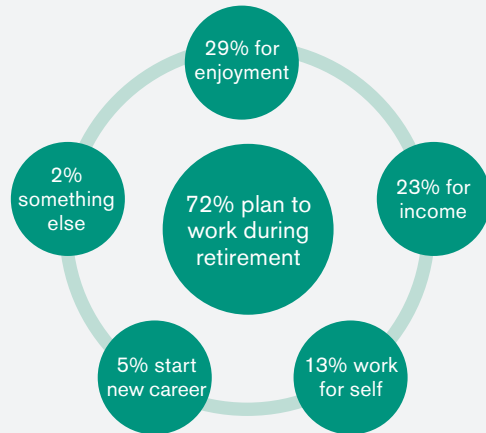 29% for
enjoyment
2%
something
else
72% plan to
work during
retirement
23% for
income
5% start
new career
13% work
for self